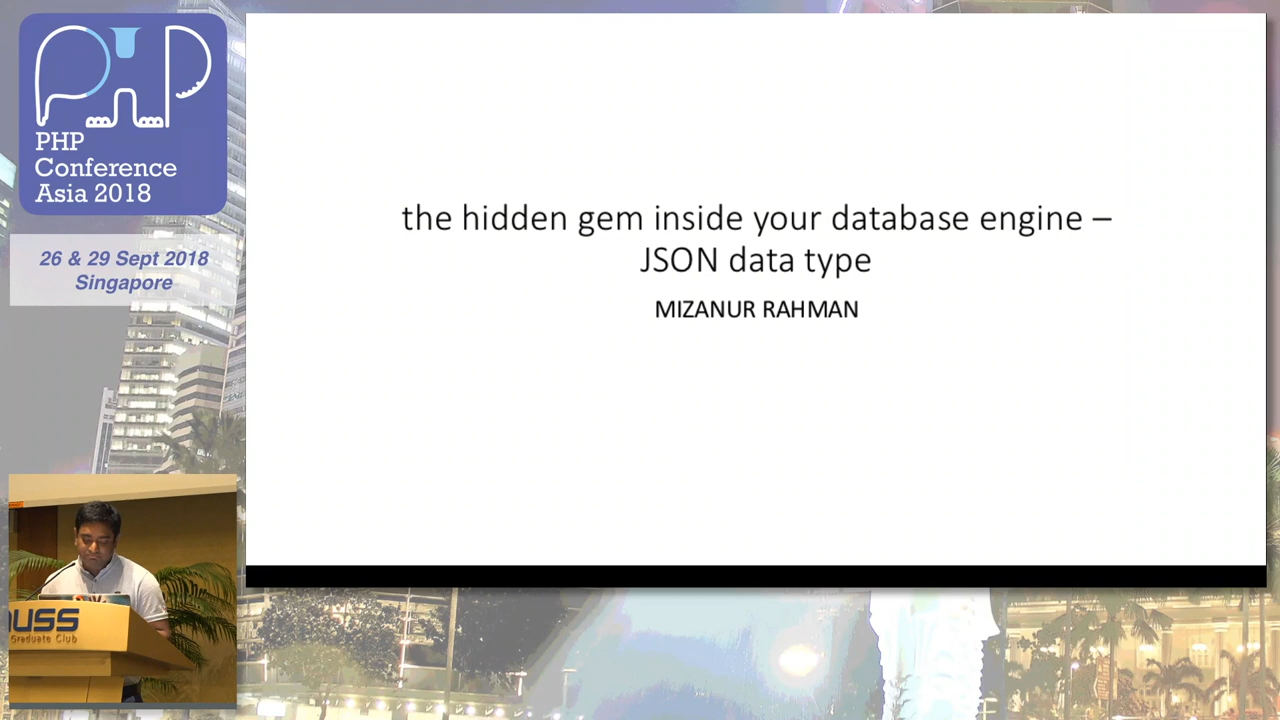 PHP
Conference
Asia 2018
26 & 29 Sept 2018
Singapore
the hidden gem inside your database engine –
JSON data type
MIZANUR RAHMAN
NUSS
Graduate Club